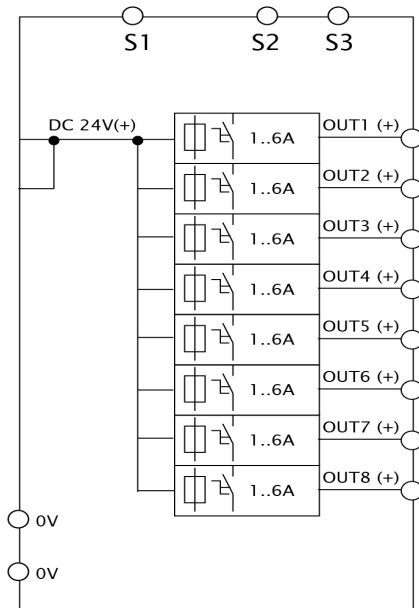 S1 S2 S3
DC 24V(+)
1..6A OUT1 (+)
1..6A OUT2 (+)
1..6A OUT3 (+)
1..6A OUT4 (+)
1..6A OUT5 (+)
1..6A OUT6 (+)
1..6A OUT7 (+)
1..6A OUT8 (+)
0V
0V